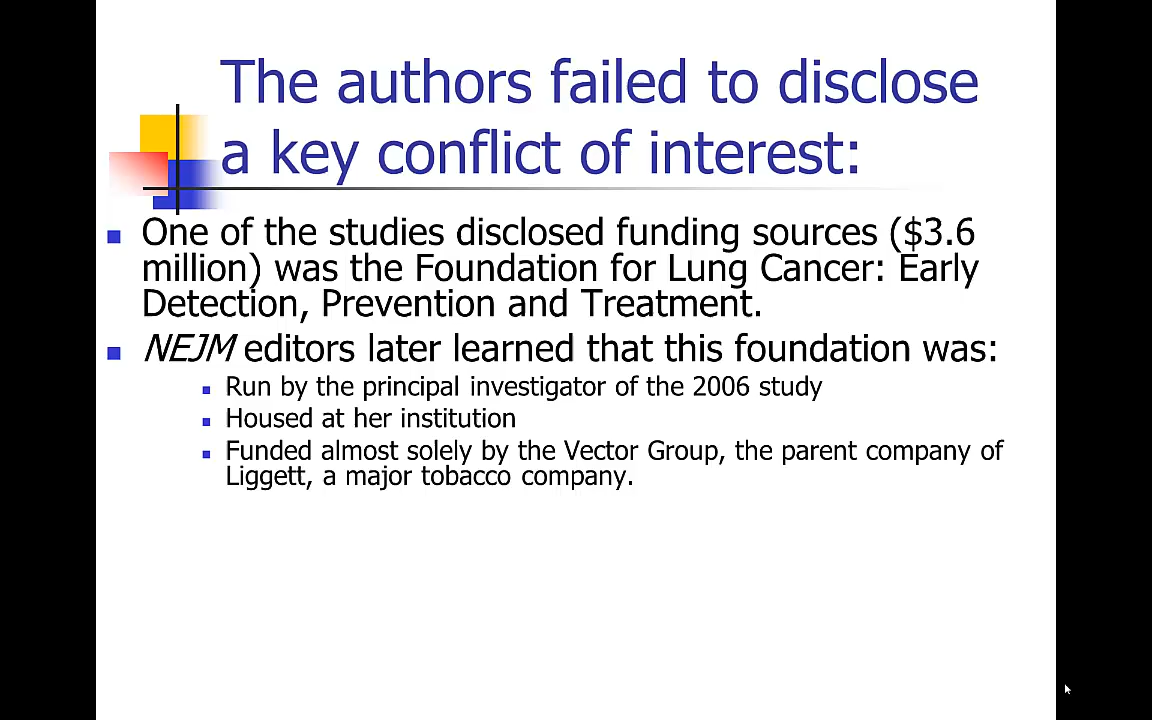 The authors failed to disclose
a key conflict of interest:
One of the studies disclosed funding sources ($3.6
million) was the Foundation for Lung Cancer: Early
Detection, Prevention and Treatment.
NEJM editors later learned that this foundation was:
Run by the principal investigator of the 2006 study
Housed at her institution
Funded almost solely by the Vector Group, the parent company of
Liggett, a major tobacco company.